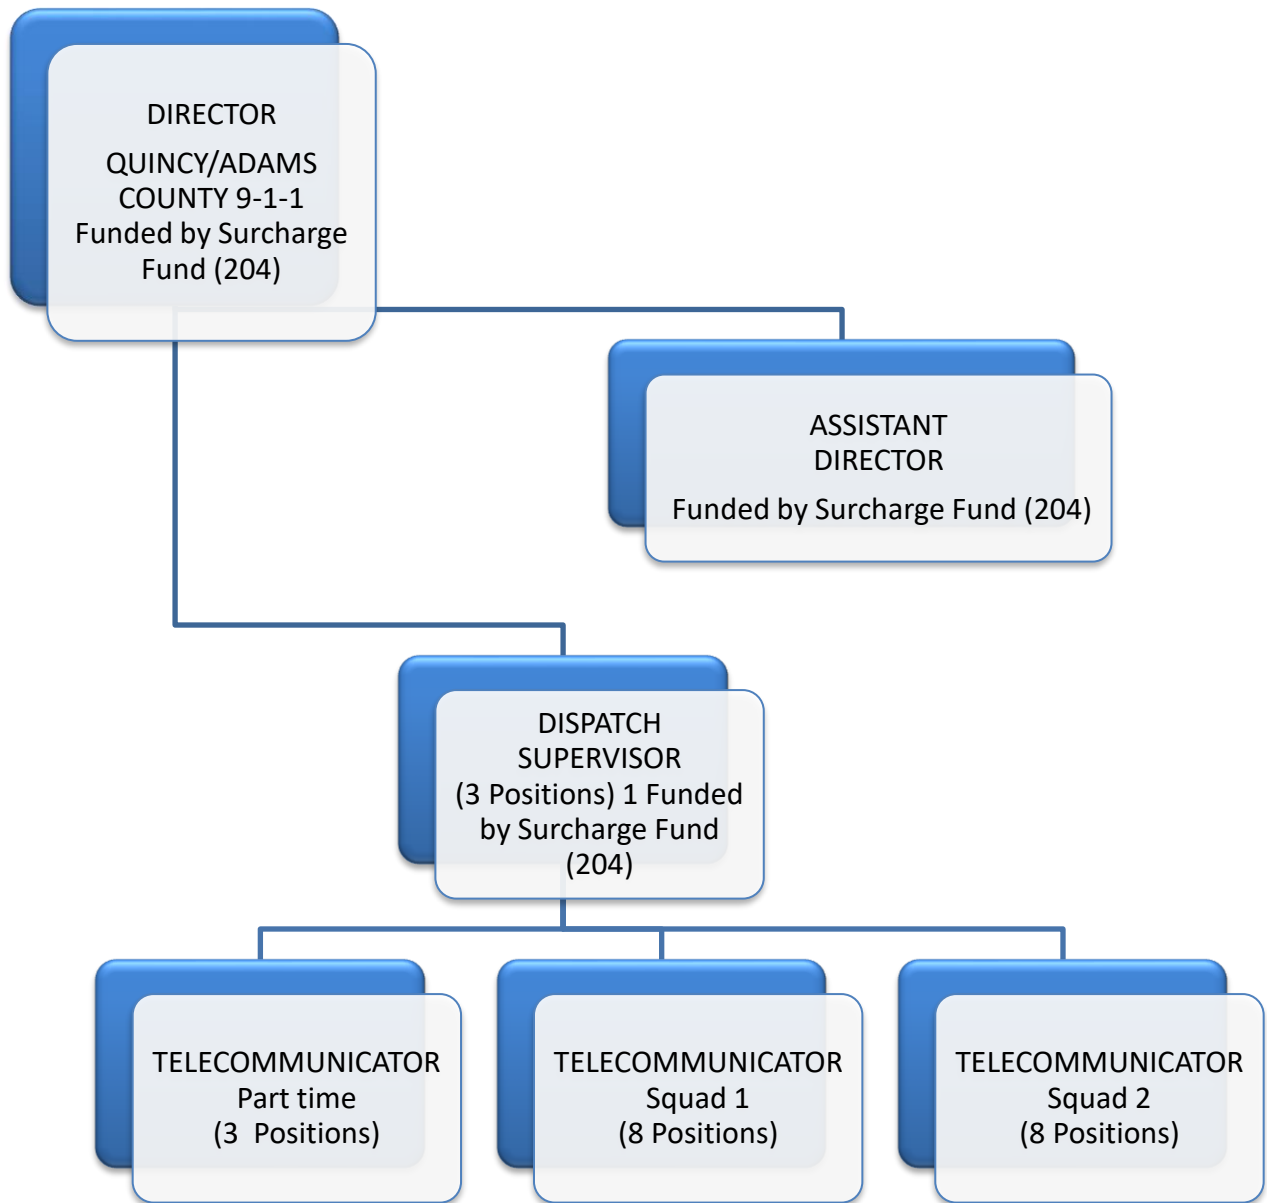 DIRECTOR
QUINCY/ADAMS
COUNTY 9-1-1
Funded by Surcharge
Fund (204)
ASSISTANT
DIRECTOR
Funded by Surcharge Fund (204)
DISPATCH
SUPERVISOR
(3 Positions) 1 Funded
by Surcharge Fund
(204)
TELECOMMUNICATOR
Part time
(3 Positions)
TELECOMMUNICATOR
Squad 1
(8 Positions)
TELECOMMUNICATOR
Squad 2
(8 Positions)